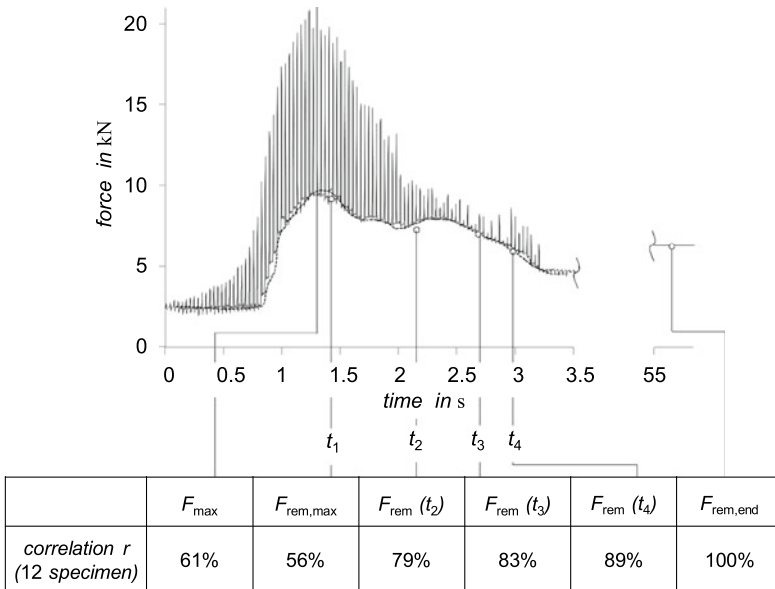 20
15
10
5
0
force in kN
0 0.5 1 1.5 2 2.5 3 3.5 55
time in s
t1 t2 t3 t4
Fmax Frem,max Frem (t2) Frem (t3) Frem (t4) Frem,end
correlation r
(12 specimen) 61% 56% 79% 83% 89% 100%